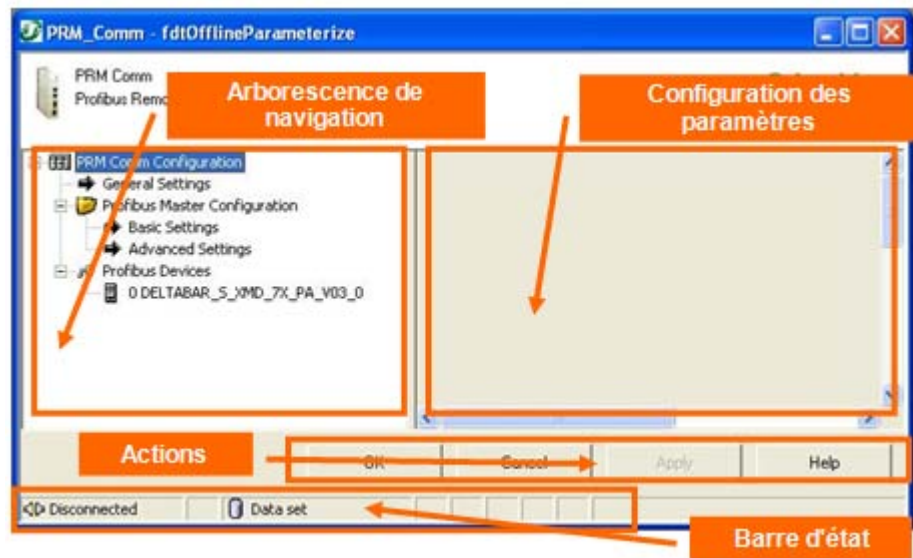 PRM_Comm - fdtOfflineParameterize
PRM Comm
Profibus Remo
Arborescence de
navigation
Configuration des
paramètres
PRM Comm Configuration
General Settings
Profibus Master Configuration
Basic Settings
Advanced Settings
Profibus Devices
0 DELTABAR_S_XMD_7X_PA_V03_0
Actions
OK
Cancel
Apply
Help
Disconnected
Data set
Barre d'état